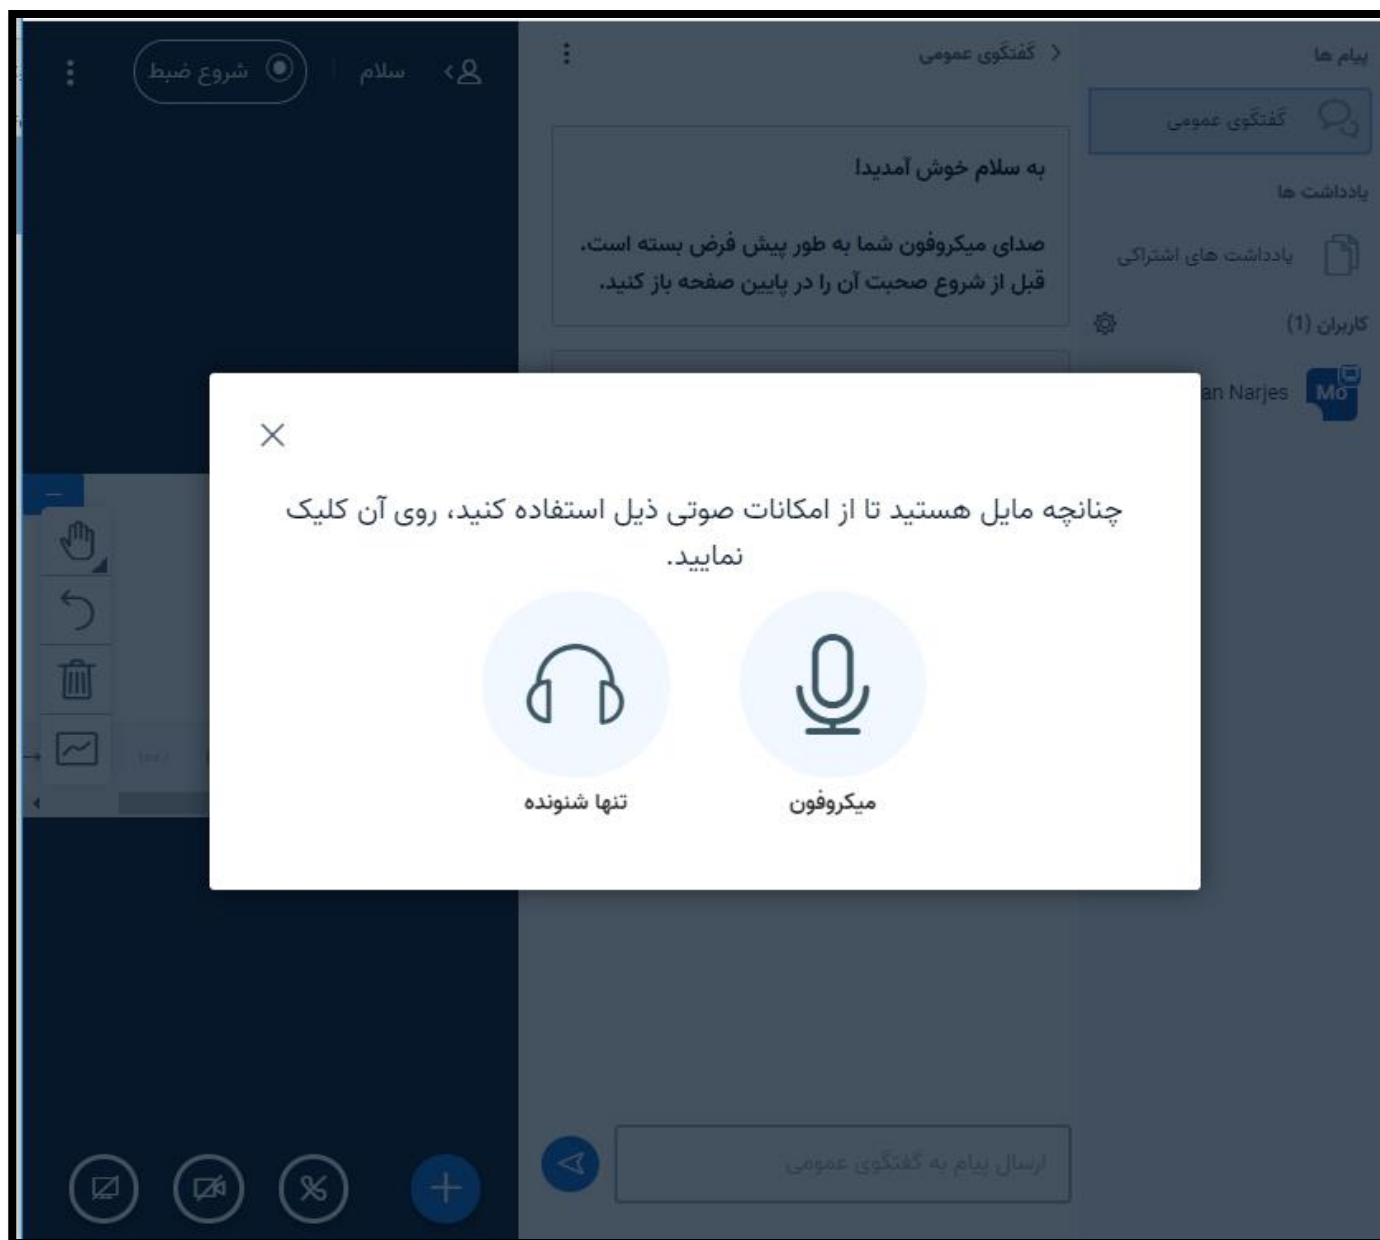 پیام ها
گفتگوی عمومی
یادداشت ها
یادداشت های اشتراکی
کاربران (1)
Mo
an Narjes
گفتگوی عمومی
به سلام خوش آمدید!
صدای میکروفون شما به طور پیش فرض بسته است،
قبل از شروع صحبت آن را در پایین صفحه باز کنید.
سلام
شروع ضبط
چنانچه مایل هستید تا از امکانات صوتی ذیل استفاده کنید، روی آن کلیک
نمایید.
میکروفون
تنها شنونده
ارسال پیام به گفتگوی عمومی